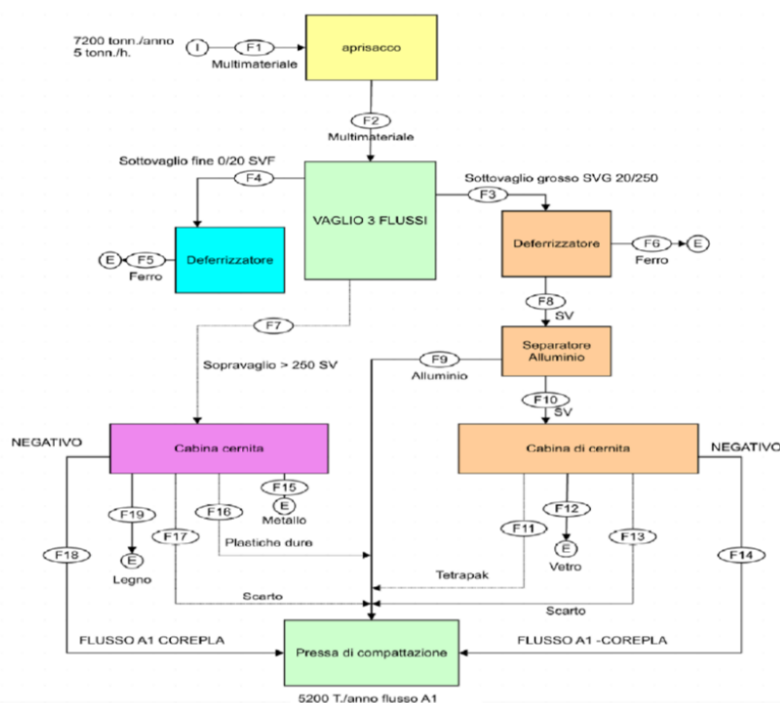 7200 tonn./anno
5 tonn./h.
I
F1
Multimateriale
aprisacco
F2
Multimateriale
Sottovaglio fine 0/20 SVF
F4
Sottovaglio grosso SVG 20/250
F3
VAGLIO 3 FLUSSI
E
F5
Ferro
Deferrizzatore
Deferrizzatore
F6
E
Ferro
F8
SV
F7
Separatore
Alluminio
F9
Alluminio
Sopravaglio > 250 SV
F10
SV
NEGATIVO
Cabina cernita
Cabina di cernita
NEGATIVO
F15
E
Metallo
F19
F16
F17
F12
F11
F13
F18
E
Legno
Plastiche dure
E
Vetro
F14
Tetrapak
Scarto
Scarto
FLUSSO A1 COREPLA
Pressa di compattazione
FLUSSO A1 -COREPLA
5200 T./anno flusso A1